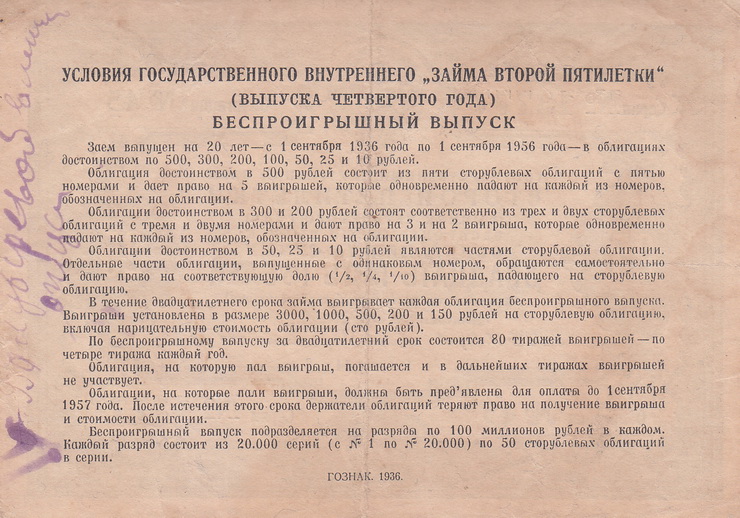 УСЛОВИЯ ГОСУДАРСТВЕННОГО ВНУТРЕННЕГО „ЗАЙМА ВТОРОЙ ПЯТИЛЕТКИ“
(ВЫПУСКА ЧЕТВЕРТОГО ГОДА)
БЕСПРОИГРЫШНЫЙ ВЫПУСК
Заем выпущен на 20 лет—с 1 сентября 1936 года по 1 сентября 1956 года—в облигациях
достоинством по 500, 300, 200, 100, 50, 25 и 10 рублей.
Облигация достоинством в 500 рублей состоит из пяти сторублевых облигаций с пятью
номерами и дает право на 5 выигрышей, которые одновременно падают на каждый из номеров,
обозначенных на облигации.
Облигации достоинством в 300 и 200 рублей состоят соответственно из трех и двух сторублевых
облигаций с тремя и двумя номерами и дают право на 3 и на 2 выигрыша, которые одновременно
падают на каждый из номеров, обозначенных на облигации.
Облигации достоинством в 50, 25 и 10 рублей являются частями сторублевой облигации.
Отдельные части облигации, выпущенные с одинаковым номером, обращаются самостоятельно
и дают право на соответствующую долю (1/2, 1/4, 1/10) выигрыша, падающего на сторублевую
облигацию.
В течение двадцатилетнего срока займа выигрывает каждая облигация беспроигрышного выпуска.
Выигрыши установлены в размере 3000, 1000, 500, 200 и 150 рублей на сторублевую облигацию,
включая нарицательную стоимость облигации (сто рублей).
По беспроигрышному выпуску за двадцатилетний срок состоится 80 тиражей выигрышей—по
четыре тиража каждый год.
Облигация, на которую пал выигрыш, погашается и в дальнейших тиражах выигрышей
не участвует.
Облигации, на которые пали выигрыши, должны быть пред'явлены для оплаты до 1 сентября
1957 года. После истечения этого срока держатели облигаций теряют право на получение выигрыша
и стоимости облигации.
Беспроигрышный выпуск подразделяется на разряды по 100 миллионов рублей в каждом.
Каждый разряд состоит из 20.000 серий (с № 1 по № 20.000) по 50 сторублевых облигаций
в серии.
ГОЗНАК. 1936.